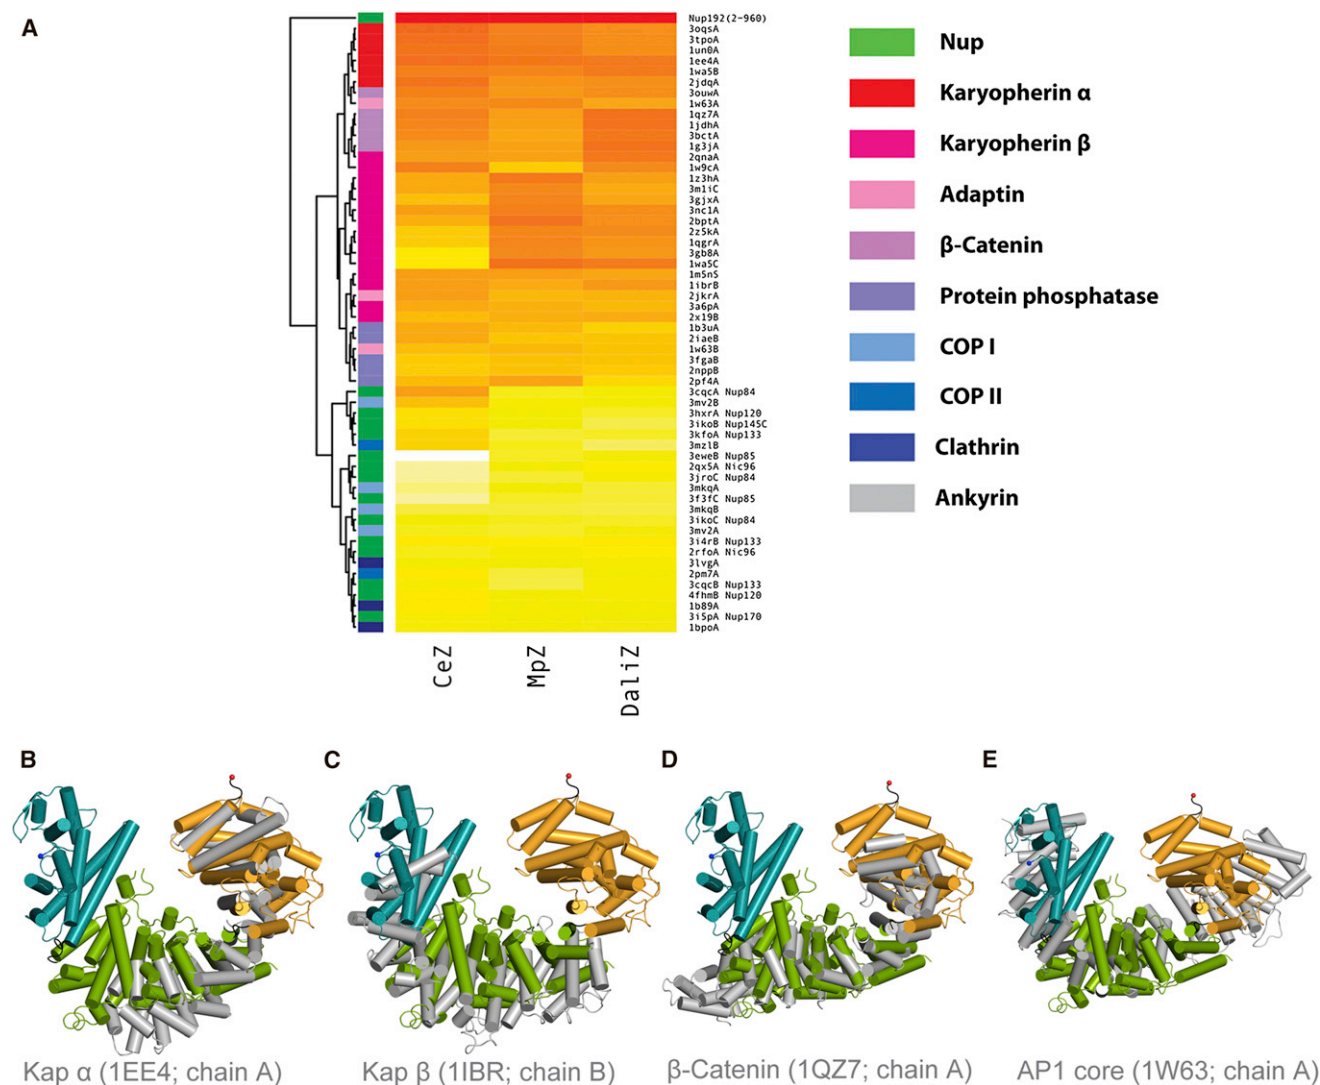 A
Nup192(2-960)
3oqsA
3tpoA
1un0A
1ee4A
1wa5B
2jdqA
3ouwA
1w63A
1qz7A
1jdhA
3bctA
1g3jA
2qnaA
1w9cA
1z3hA
3m1iC
3gjxA
3nc1A
2bptA
2z5kA
1qgrA
3gb8A
1wa5C
1m5nS
1ibrB
2jkrA
3a6pA
2x19B
1b3uA
2iaeB
1w63B
3fgaB
2nppB
2pf4A
3cqcA Nup84
3mv2B
3hxrA Nup120
3ikoB Nup145C
3kfoA Nup133
3mzlB
3eweB Nup85
2qx5A Nic96
3jroC Nup84
3mkqA
3f3fC Nup85
3mkqB
3ikoC Nup84
3mv2A
3i4rB Nup133
2rfoA Nic96
3lvgA
2pm7A
3cqcB Nup133
4fhmB Nup120
1b89A
3i5pA Nup170
1bpoA
CeZ
MpZ
DaliZ
Nup
Karyopherin α
Karyopherin β
Adaptin
β-Catenin
Protein phosphatase
COP I
COP II
Clathrin
Ankyrin
B
C
D
E
Kap α (1EE4; chain A)
Kap β (1IBR; chain B)
β-Catenin (1QZ7; chain A)
AP1 core (1W63; chain A)